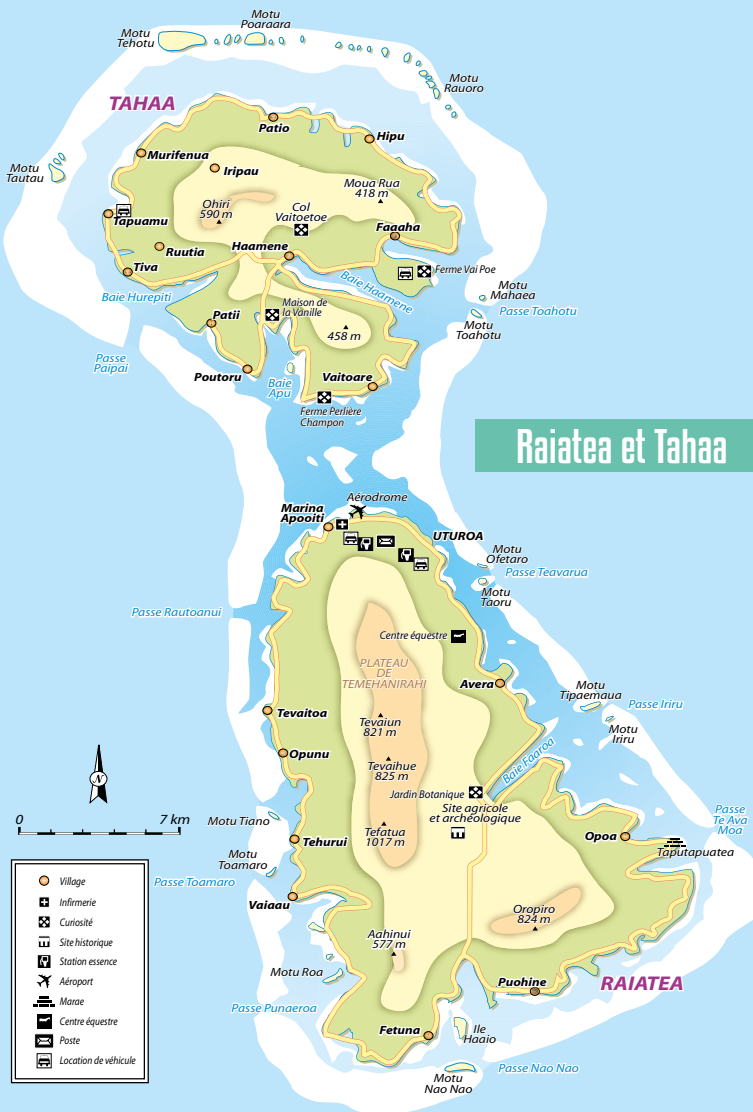 Motu
Poaraara
Motu
Tehotu
Motu
Rauoro
TAHAA
Patio
Hipu
Murifenua
Iripau
Motu
Tautau
Moua Rua
418 m
Ohiri
590 m
Col
Vaitoetoe
Tapuamu
Faaaha
Ruutia
Haamene
Tiva
Ferme Vai Poe
Baie Haamene
Motu
Mahaea
Baie Hurepiti
Maison de
la Vanille
Passe Toahotu
Patii
Motu
Toahotu
458 m
Passe
Paipai
Poutoru
Baie
Apu
Vaitoare
Ferme Perlière
Champon
Raiatea et Tahaa
Aérodrome
Marina
Apooiti
UTUROA
Motu
Ofetaro
Passe Teavarua
Motu
Taoru
Passe Rautoanui
Centre équestre
PLATEAU
DE
TEMEHANIRAHI
Avera
Motu
Tipaemaua
Passe Iriru
Tevaitoa
Tevaiun
821 m
Motu
Iriru
Opunu
Baie Faaroa
Tevaihue
825 m
N
Jardin Botanique
Site agricole
et archéologique
0
7 km
Motu Tiano
Passe
Te Ava
Moa
Tefatua
1017 m
Opoa
Tehurui
Taputapuatea
Motu
Toamaro
Passe Toamaro
Vaiaau
Oropiro
824 m
Aahinui
577 m
Motu Roa
Puohine
RAIATEA
Passe Punaeroa
Fetuna
Ile
Haaio
Passe Nao Nao
Motu
Nao Nao
Village
Infirmerie
Curiosité
Site historique
Station essence
Aéroport
Marae
Centre équestre
Poste
Location de véhicule